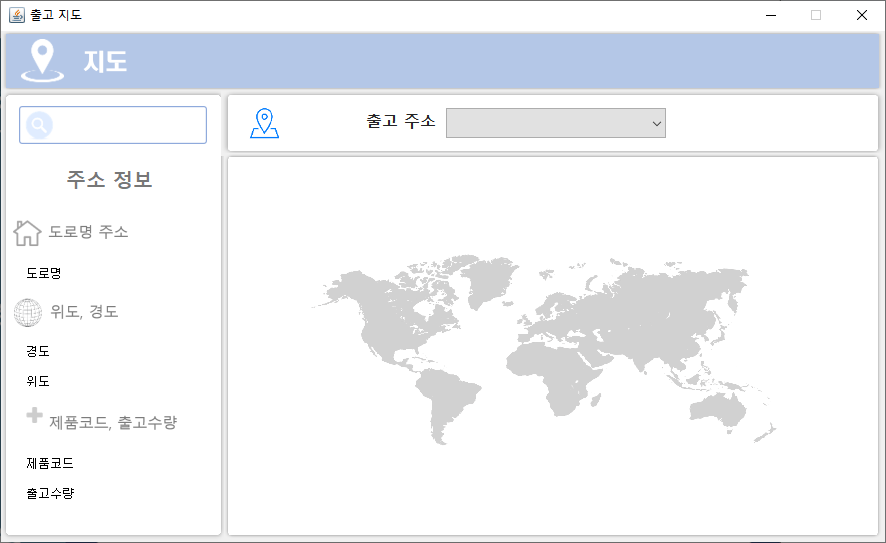 출고 지도
지도
출고 주소
주소 정보
도로명 주소
도로명
위도, 경도
경도
위도
제품코드, 출고수량
제품코드
출고수량